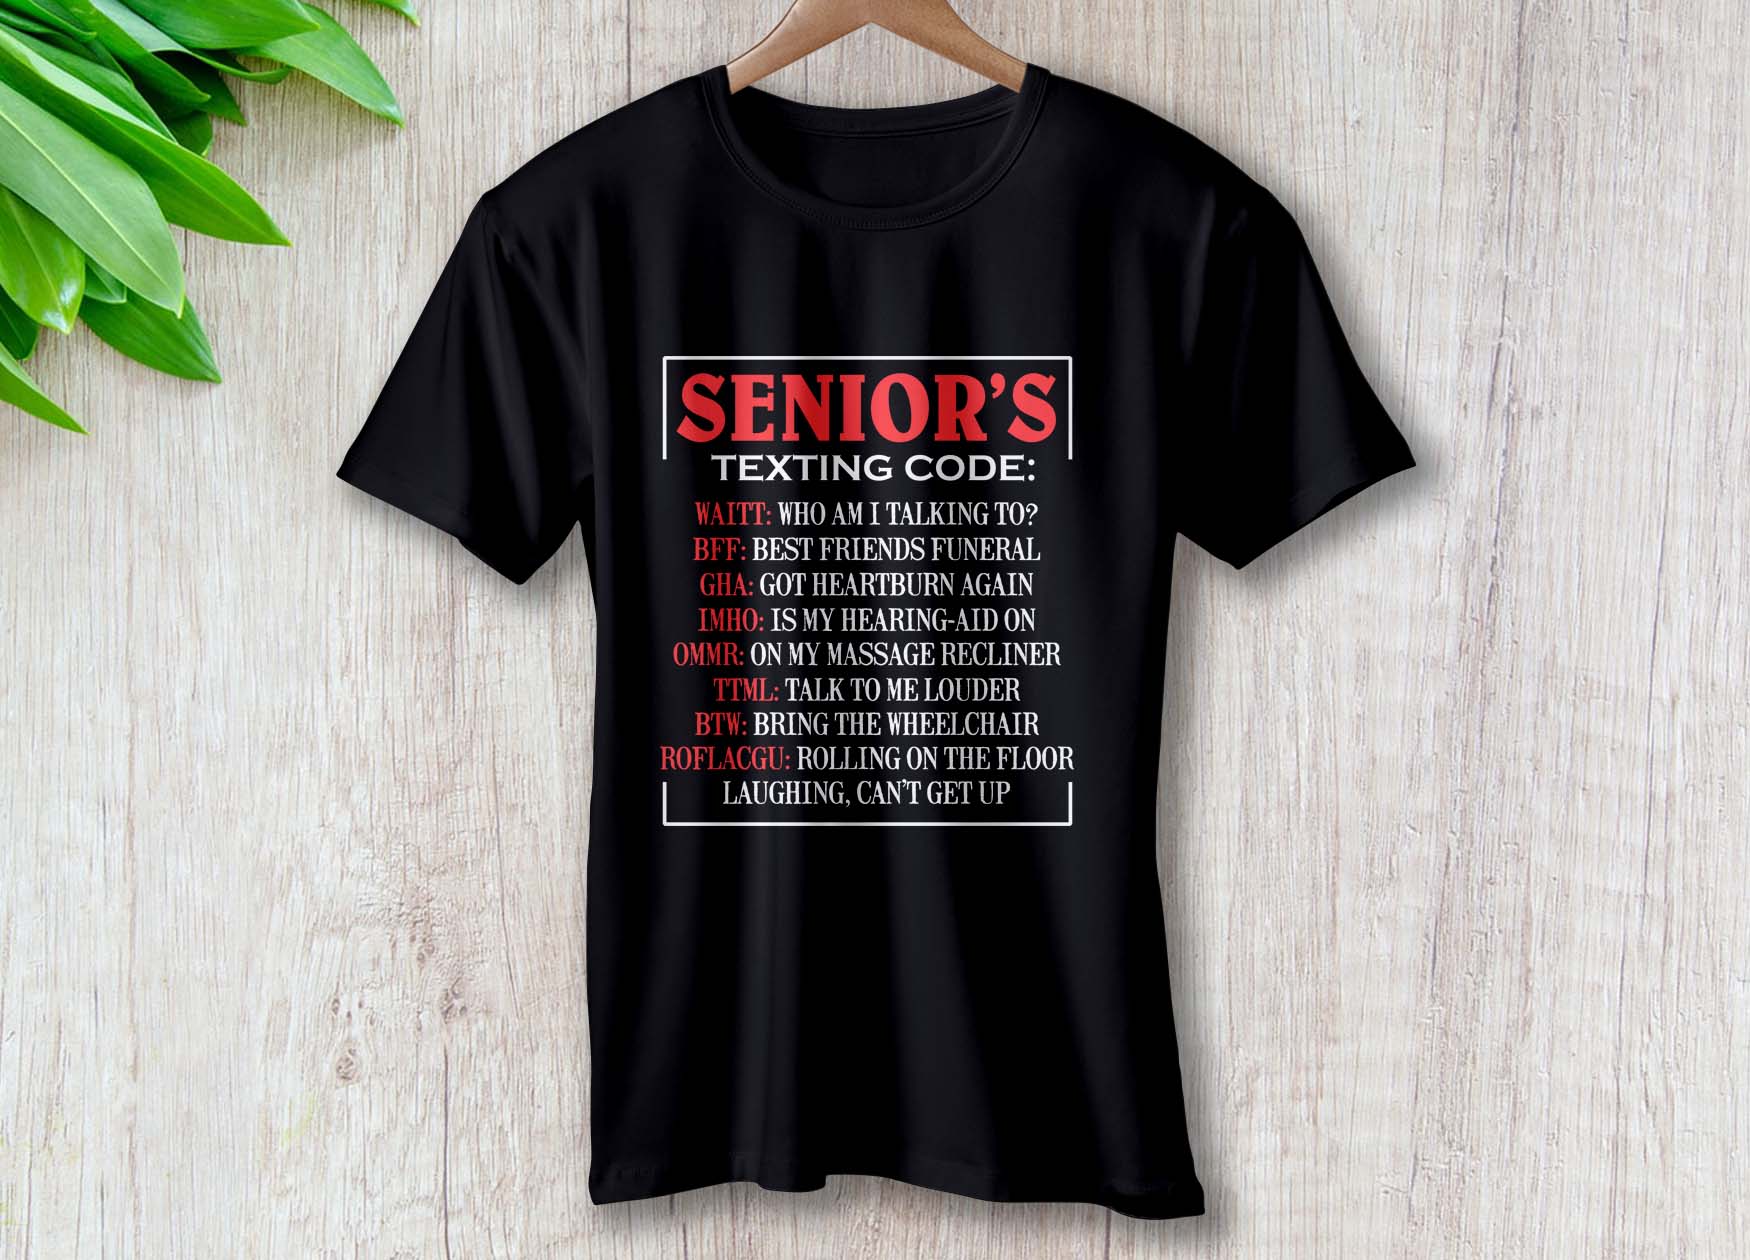 SENIOR'S
TEXTING CODE:
WAITT: WHO AM I TALKING TO?
BFF: BEST FRIENDS FUNERAL
GHA: GOT HEARTBURN AGAIN
IMHO: IS MY HEARING-AID ON
OMMR: ON MY MASSAGE RECLINER
TTML: TALK TO ME LOUDER
BTW: BRING THE WHEELCHAIR
ROFLACGU: ROLLING ON THE FLOOR
LAUGHING, CAN'T GET UP